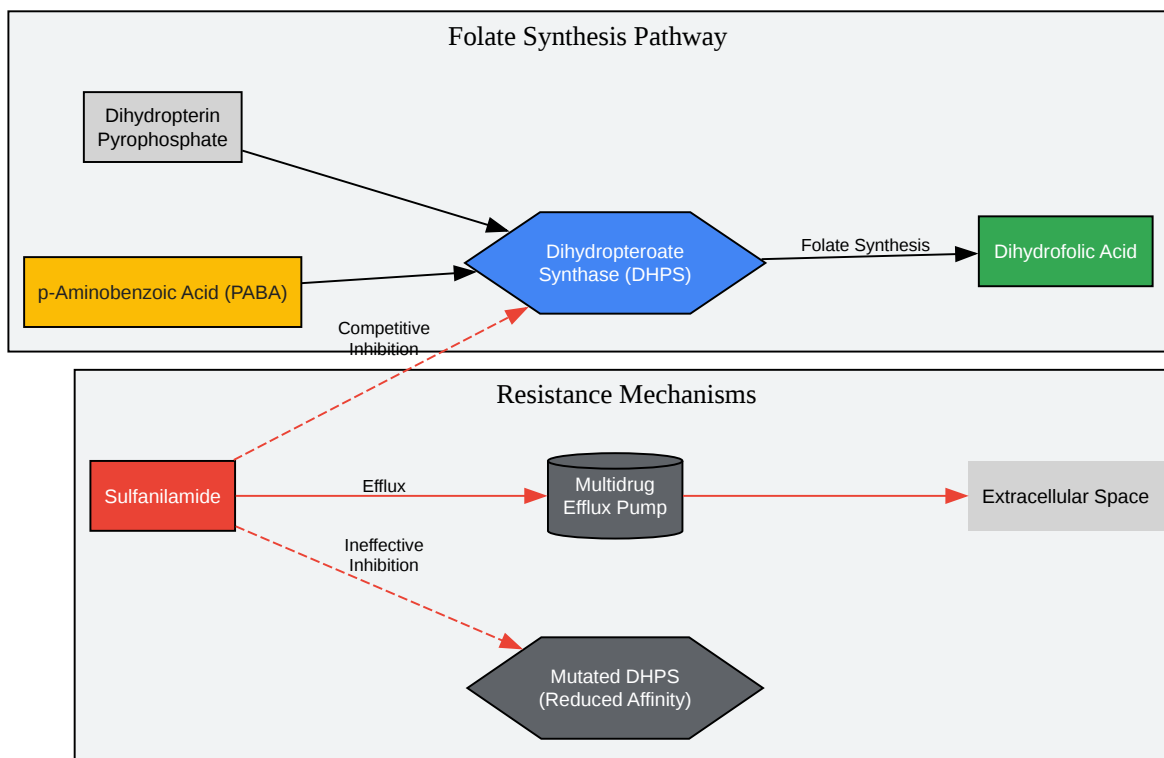 Folate Synthesis Pathway
Dihydropterin
Pyrophosphate
p-Aminobenzoic Acid (PABA)
Dihydropteroate
Synthase (DHPS)
Folate Synthesis
Dihydrofolic Acid
Competitive
Inhibition
Resistance Mechanisms
Sulfanilamide
Efflux
Multidrug
Efflux Pump
Extracellular Space
Ineffective
Inhibition
Mutated DHPS
(Reduced Affinity)